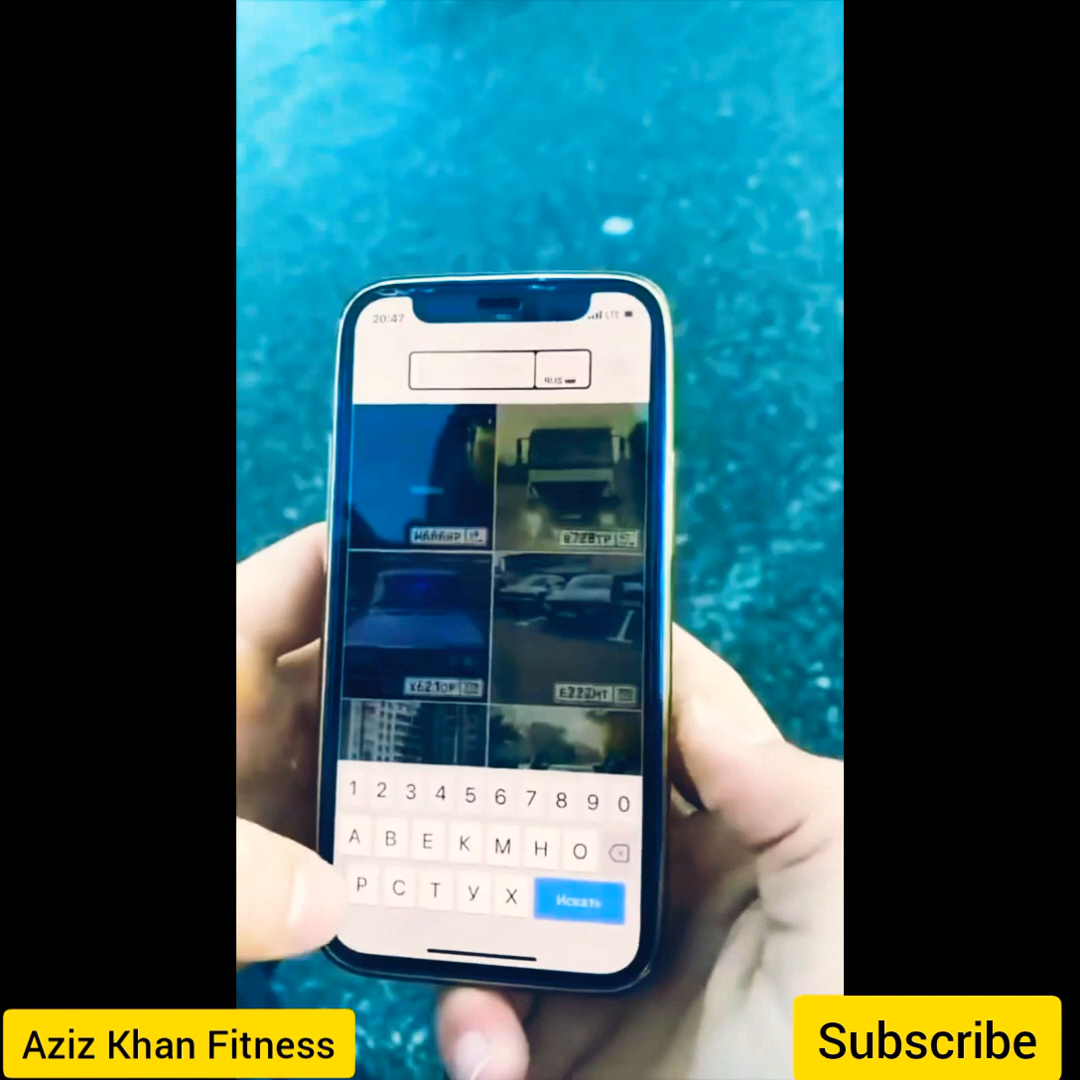 20:47 LTE
RUS
В728ТР
Х621ОР
Е222НТ
1 2 3 4 5 6 7 8 9 0
А В Е К М Н О
Р С Т У Х Искать
Aziz Khan Fitness
Subscribe